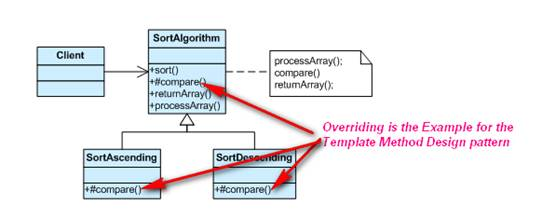 SortAlgorithm
Client
+sort()
+#compare()
+returnArray()
+processArray()
processArray();
compare()
returnArray();
Overriding is the Example for the
Template Method Design pattern
SortAscending
SortDescending
+#compare()
+#compare()